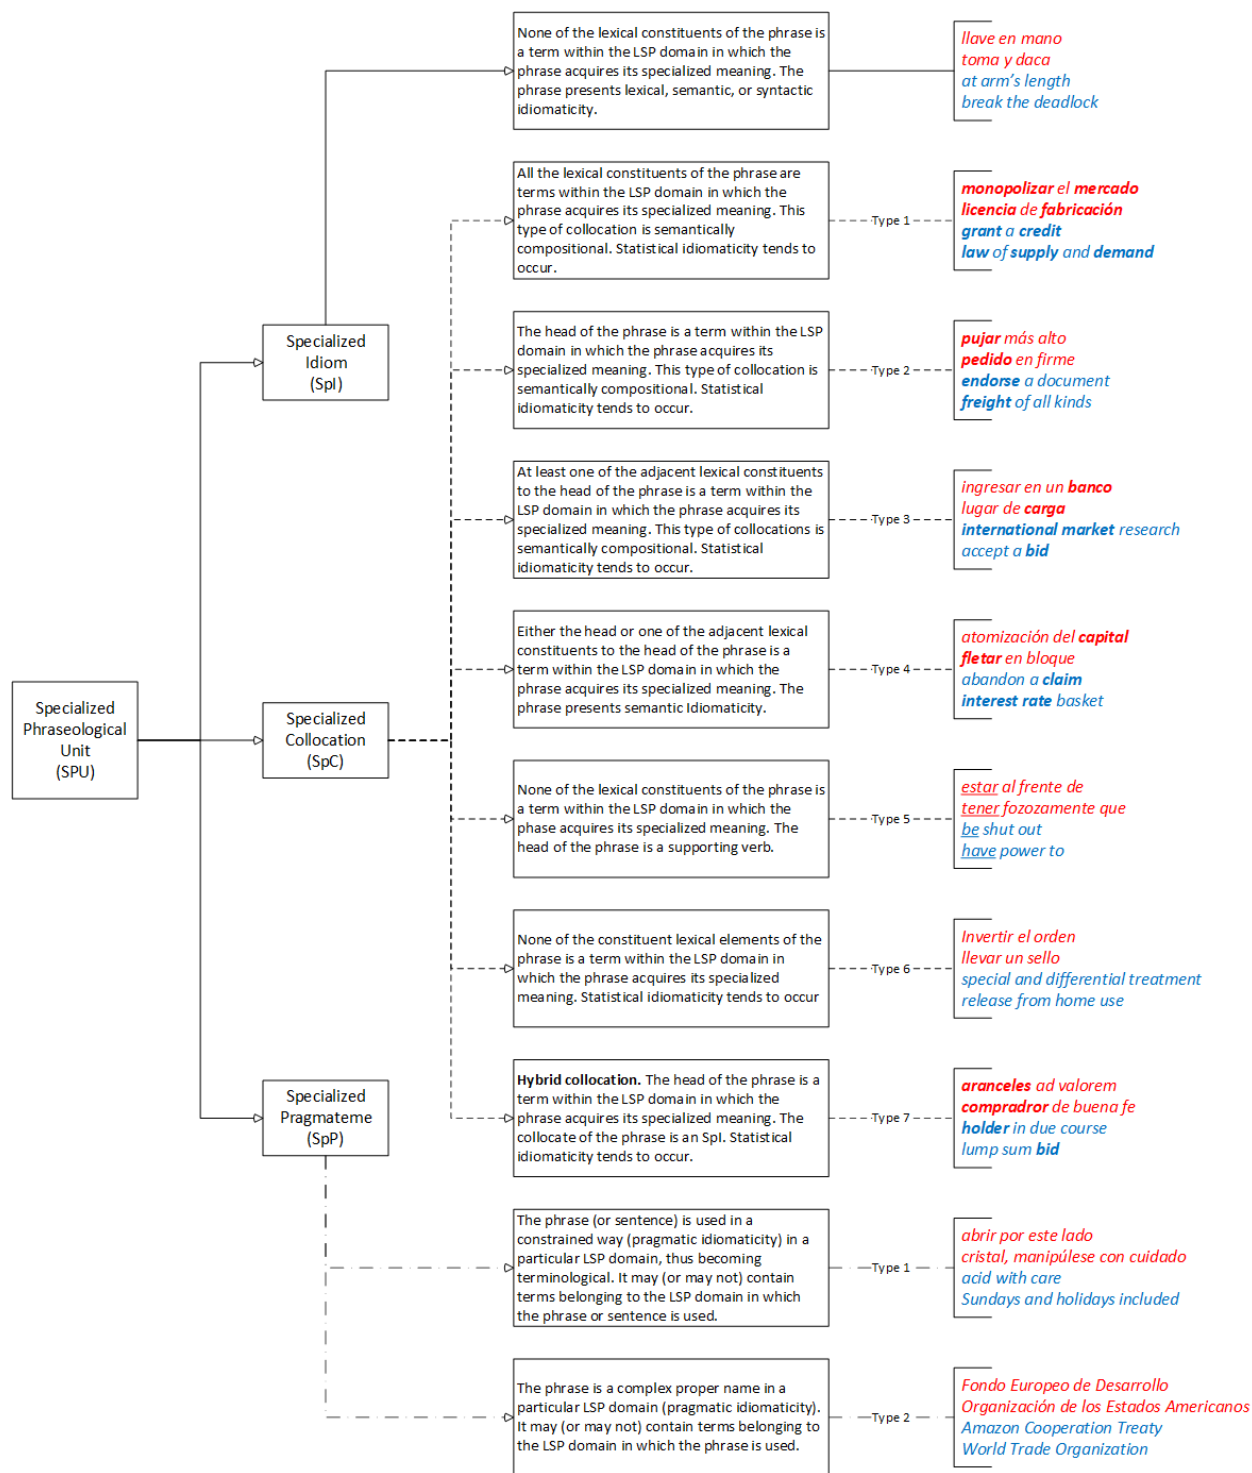 None of the lexical constituents of the phrase is
a term within the LSP domain in which the
phrase acquires its specialized meaning. The
phrase presents lexical, semantic, or syntactic
idiomaticity.
llave en mano
toma y daca
at arm's length
break the deadlock
All the lexical constituents of the phrase are
terms within the LSP domain in which the
phrase acquires its specialized meaning. This
type of collocation is semantically
compositional. Statistical idiomaticity tends to
occur.
Type 1
monopolizar el mercado
licencia de fabricación
grant a credit
law of supply and demand
Specialized
Idiom
(SpI)
The head of the phrase is a term within the LSP
domain in which the phrase acquires its
specialized meaning. This type of collocation is
semantically compositional. Statistical
idiomaticity tends to occur.
Type 2
pujar más alto
pedido en firme
endorse a document
freight of all kinds
At least one of the adjacent lexical constituents
to the head of the phrase is a term within the
LSP domain in which the phrase acquires its
specialized meaning. This type of collocations is
semantically compositional. Statistical
idiomaticity tends to occur.
Type 3
ingresar en un banco
lugar de carga
international market research
accept a bid
Either the head or one of the adjacent lexical
constituents to the head of the phrase is a
term within the LSP domain in which the
phrase acquires its specialized meaning. The
phrase presents semantic Idiomaticity.
Type 4
atomización del capital
fletar en bloque
abandon a claim
interest rate basket
Specialized
Phraseological
Unit
(SPU)
Specialized
Collocation
(SpC)
None of the lexical constituents of the phrase is
a term within the LSP domain in which the
phase acquires its specialized meaning. The
head of the phrase is a supporting verb.
Type 5
estar al frente de
tener fozozamente que
be shut out
have power to
None of the constituent lexical elements of the
phrase is a term within the LSP domain in
which the phrase acquires its specialized
meaning. Statistical idiomaticity tends to occur
Type 6
Invertir el orden
llevar un sello
special and differential treatment
release from home use
Specialized
Pragmateme
(SpP)
Hybrid collocation. The head of the phrase is a
term within the LSP domain in which the
phrase acquires its specialized meaning. The
collocate of the phrase is an SpI. Statistical
idiomaticity tends to occur.
Type 7
aranceles ad valorem
compradror de buena fe
holder in due course
lump sum bid
The phrase (or sentence) is used in a
constrained way (pragmatic idiomaticity) in a
particular LSP domain, thus becoming
terminological. It may (or may not) contain
terms belonging to the LSP domain in which
the phrase or sentence is used.
Type 1
abrir por este lado
cristal, manipúlese con cuidado
acid with care
Sundays and holidays included
The phrase is a complex proper name in a
particular LSP domain (pragmatic idiomaticity).
It may (or may not) contain terms belonging to
the LSP domain in which the phrase is used.
Type 2
Fondo Europeo de Desarrollo
Organización de los Estados Americanos
Amazon Cooperation Treaty
World Trade Organization